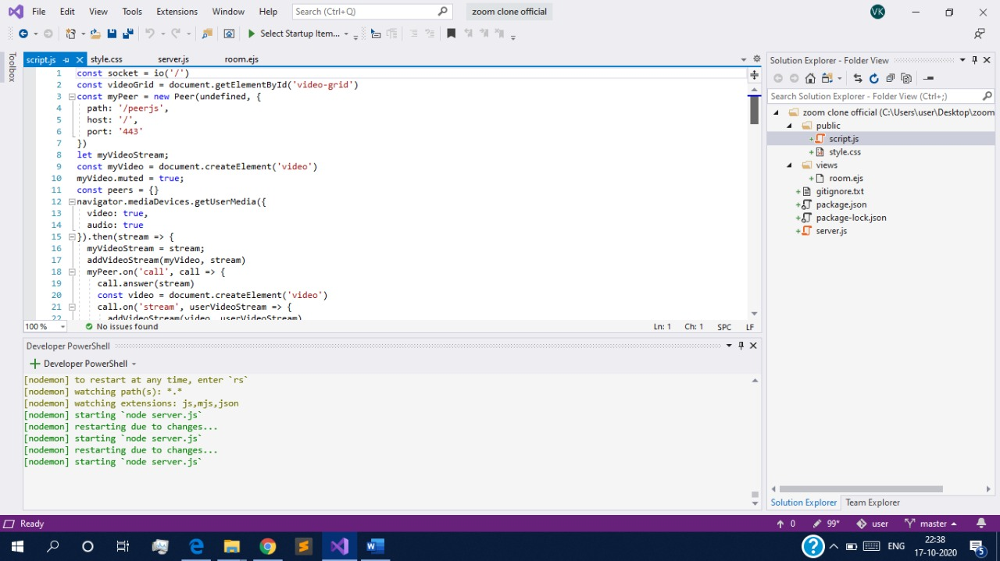 File Edit View Tools Extensions Window Help Search (Ctrl+Q) zoom clone official VK
Select Startup Item...
Toolbox
script.js style.css server.js room.ejs
1 const socket = io('/')
2 const videoGrid = document.getElementById('video-grid')
3 const myPeer = new Peer(undefined, {
4 path: '/peerjs',
5 host: '/',
6 port: '443'
7 })
8 let myVideoStream;
9 const myVideo = document.createElement('video')
10 myVideo.muted = true;
11 const peers = {}
12 navigator.mediaDevices.getUserMedia({
13 video: true,
14 audio: true
15 }).then(stream => {
16 myVideoStream = stream;
17 addVideoStream(myVideo, stream)
18 myPeer.on('call', call => {
19 call.answer(stream)
20 const video = document.createElement('video')
21 call.on('stream', userVideoStream => {
22 addVideoStream(video, userVideoStream)
100 % No issues found Ln: 1 Ch: 1 SPC LF
Developer PowerShell
Developer PowerShell
[nodemon] to restart at any time, enter `rs`
[nodemon] watching path(s): *.*
[nodemon] watching extensions: js,mjs,json
[nodemon] starting `node server.js`
[nodemon] restarting due to changes...
[nodemon] starting `node server.js`
[nodemon] restarting due to changes...
[nodemon] starting `node server.js`
Solution Explorer - Folder View
Search Solution Explorer - Folder View (Ctrl+;)
zoom clone official (C:\Users\user\Desktop\zoom
public
script.js
style.css
views
room.ejs
gitignore.txt
package.json
package-lock.json
server.js
Solution Explorer Team Explorer
Ready 0 99* user master
ENG 22:38
17-10-2020 5